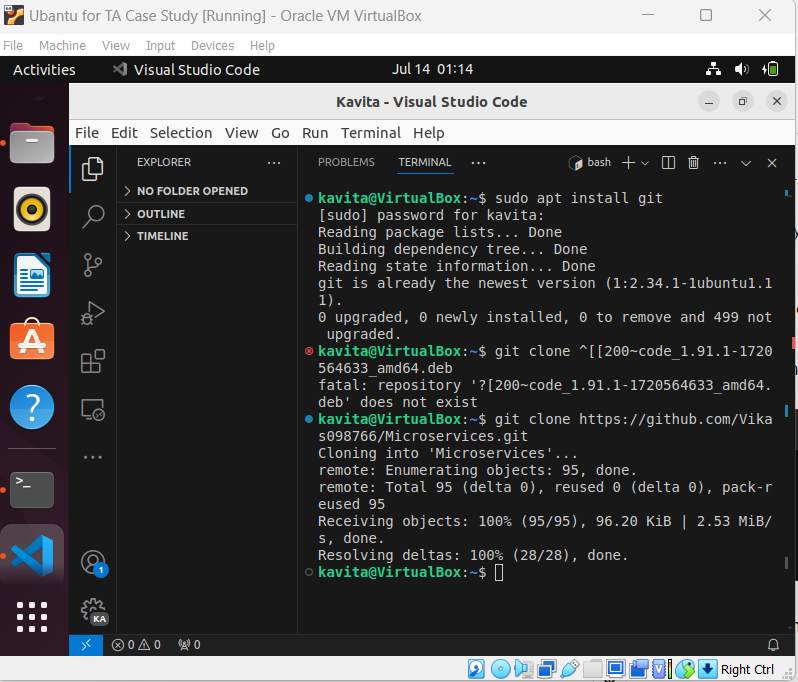 Ubantu for TA Case Study [Running] - Oracle VM VirtualBox
File Machine View Input Devices Help
Activities Visual Studio Code Jul 14 01:14
Kavita - Visual Studio Code
File Edit Selection View Go Run Terminal Help
EXPLORER ... PROBLEMS TERMINAL ... bash
NO FOLDER OPENED
OUTLINE
TIMELINE
kavita@VirtualBox:~$ sudo apt install git
[sudo] password for kavita:
Reading package lists... Done
Building dependency tree... Done
Reading state information... Done
git is already the newest version (1:2.34.1-1ubuntu1.1
1).
0 upgraded, 0 newly installed, 0 to remove and 499 not
upgraded.
kavita@VirtualBox:~$ git clone ^[[200~code_1.91.1-1720
564633_amd64.deb
fatal: repository '?[200~code_1.91.1-1720564633_amd64.
deb' does not exist
kavita@VirtualBox:~$ git clone https://github.com/Vika
s098766/Microservices.git
Cloning into 'Microservices'...
remote: Enumerating objects: 95, done.
remote: Total 95 (delta 0), reused 0 (delta 0), pack-r
eused 95
Receiving objects: 100% (95/95), 96.20 KiB | 2.53 MiB/
s, done.
Resolving deltas: 100% (28/28), done.
kavita@VirtualBox:~$
1
KA
0 0 0
Right Ctrl